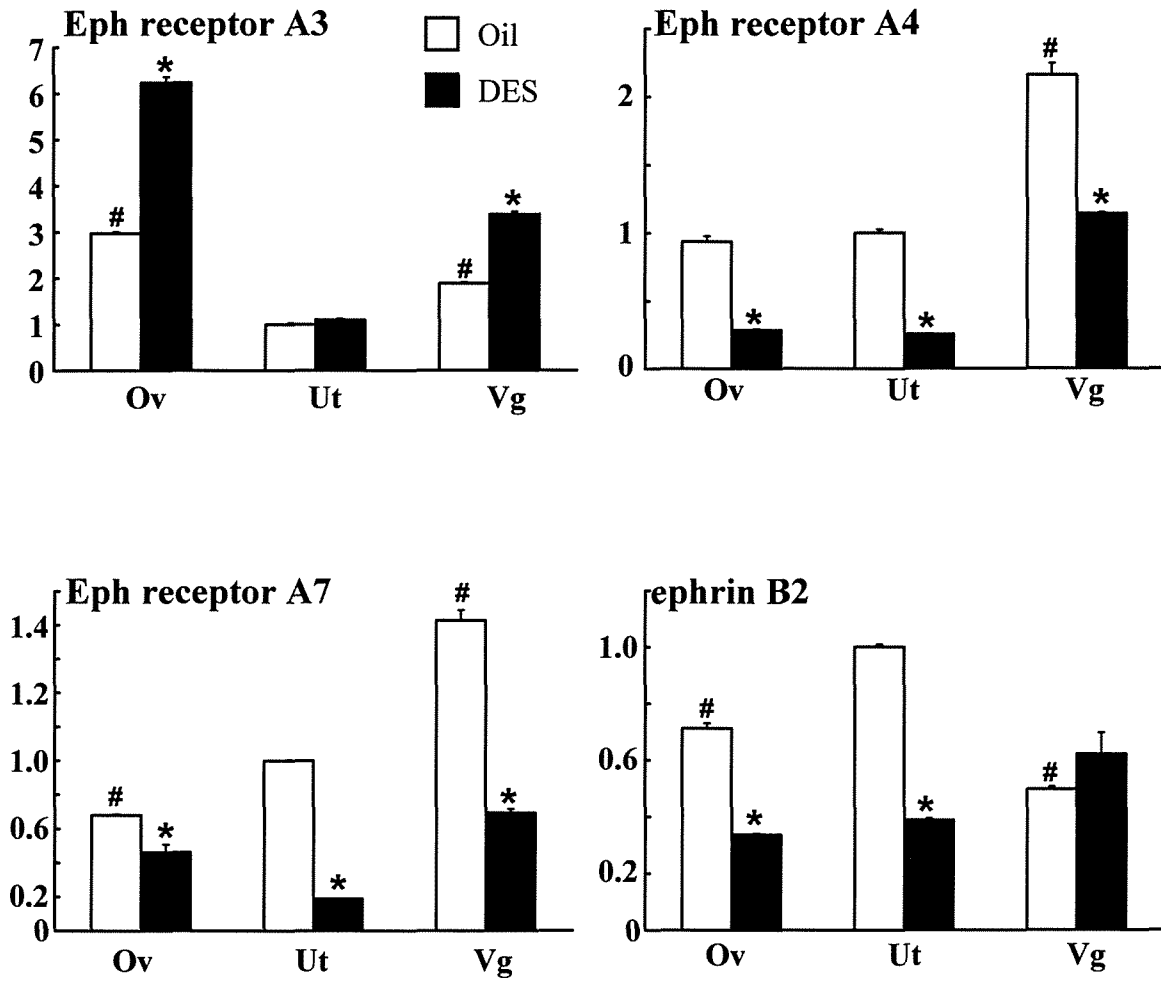 Eph receptor A3
Oil
DES
7
6
5
4
3
2
1
0
#
*
#
*
Ov
Ut
Vg
Eph receptor A4
2
1
0
*
*
#
*
Ov
Ut
Vg
Eph receptor A7
1.4
1.2
1.0
0.6
0.2
0
#
*
*
#
*
Ov
Ut
Vg
ephrin B2
1.0
0.6
0.2
0
#
*
*
#
Ov
Ut
Vg